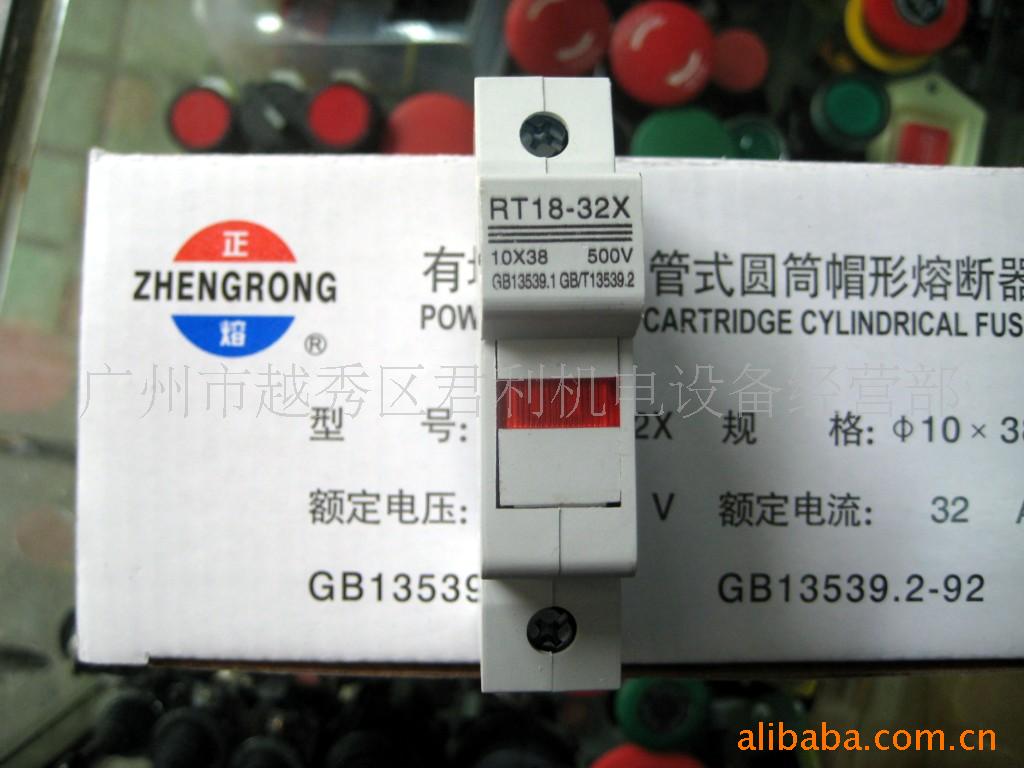 正
ZHENGRONG
熔
®
RT18-32X
10X38 500V
GB13539.1 GB/T13539.2
有 管式圆筒帽形熔断器
CARTRIDGE CYLINDRICAL
广州市越秀区君利机电设备经营部
型 号: 2X 规 格: Φ10×38
额定电压: V 额定电流: 32 A
GB13539 GB13539.2-92
alibaba.com.cn